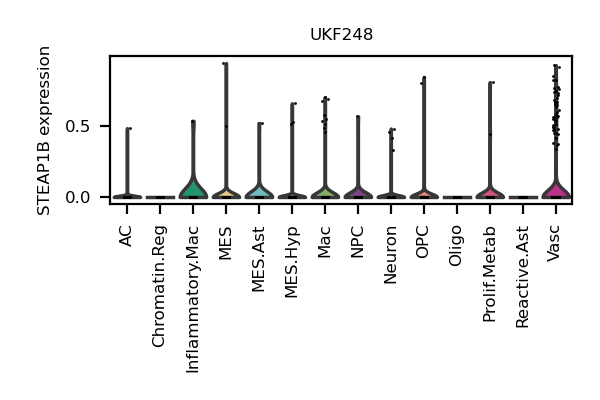 UKF248
STEAP1B expression
0.5
0.0
AC
Chromatin.Reg
Inflammatory.Mac
MES
MES.Ast
MES.Hyp
Mac
NPC
Neuron
OPC
Oligo
Prolif.Metab
Reactive.Ast
Vasc